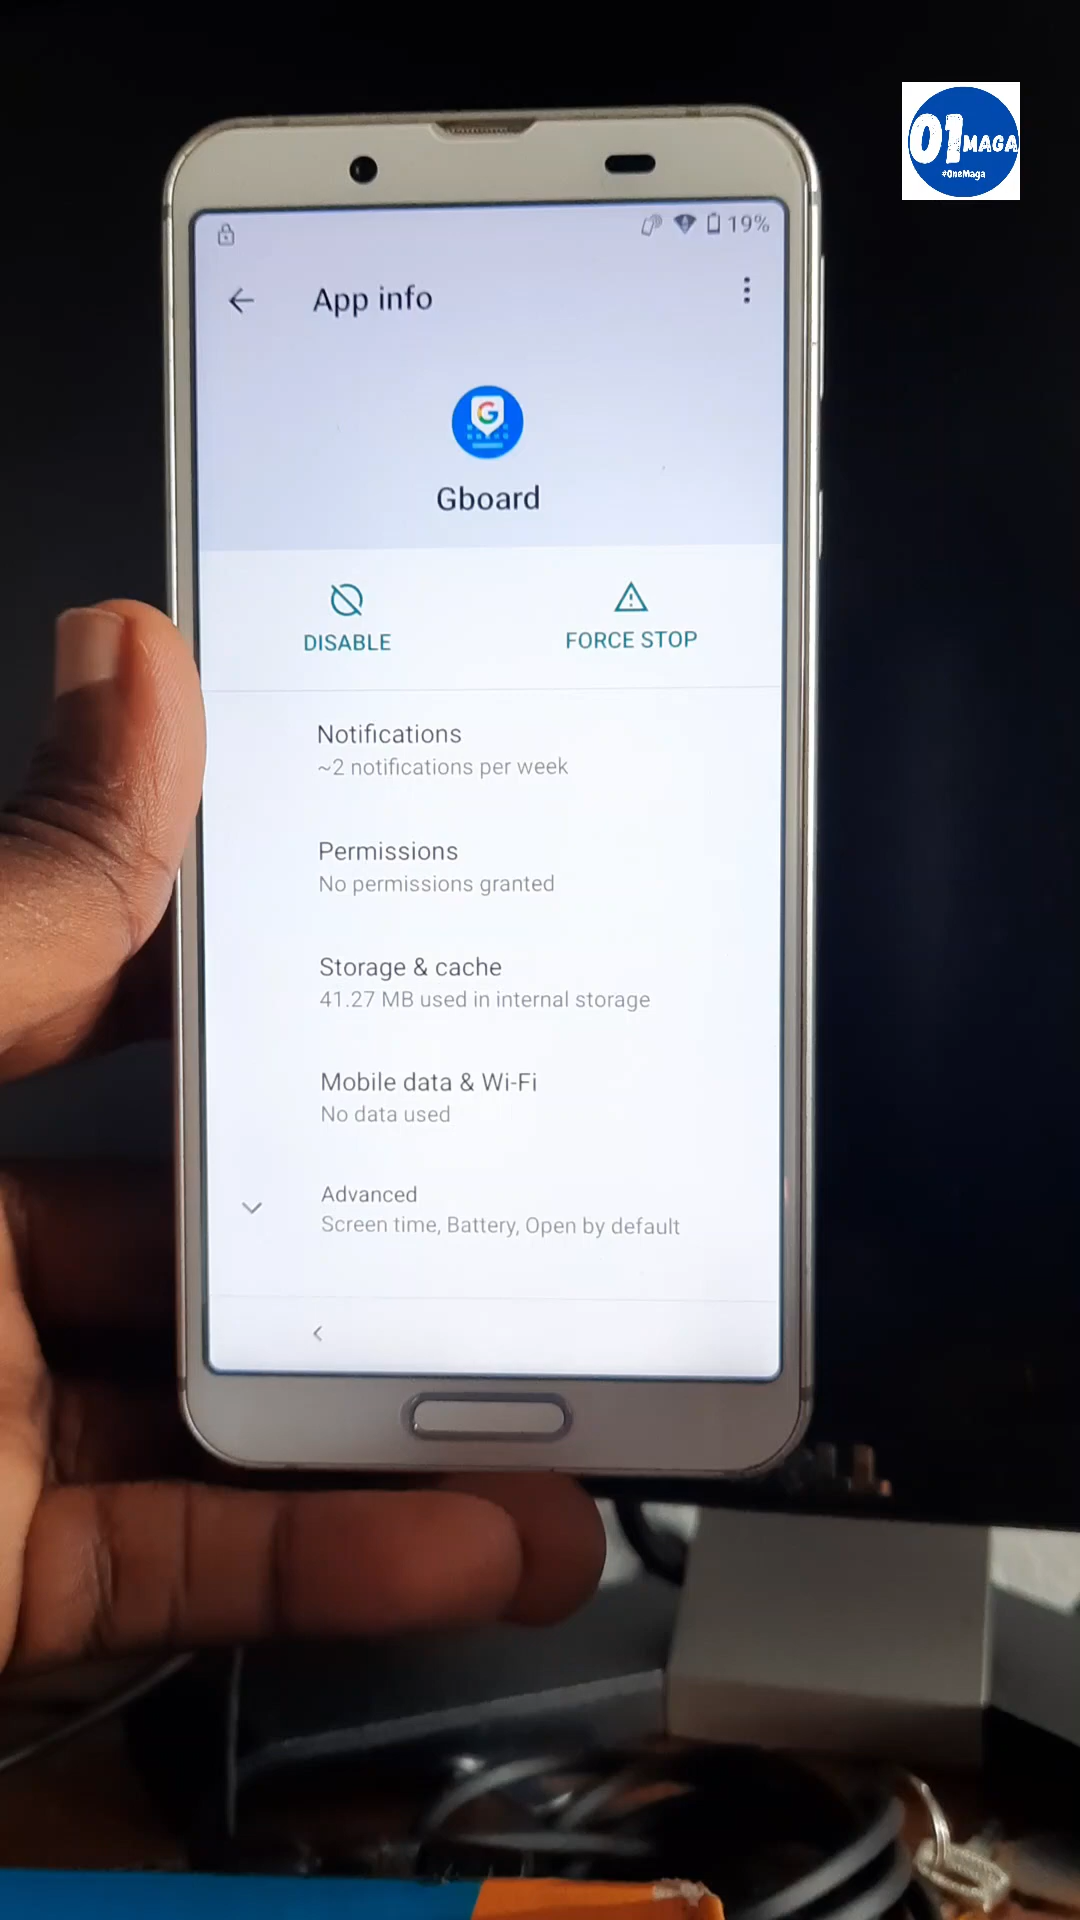 01MAGA
#OneMaga
19%
App info
G
Gboard
DISABLE
FORCE STOP
Notifications
~2 notifications per week
Permissions
No permissions granted
Storage & cache
41.27 MB used in internal storage
Mobile data & Wi-Fi
No data used
Advanced
Screen time, Battery, Open by default